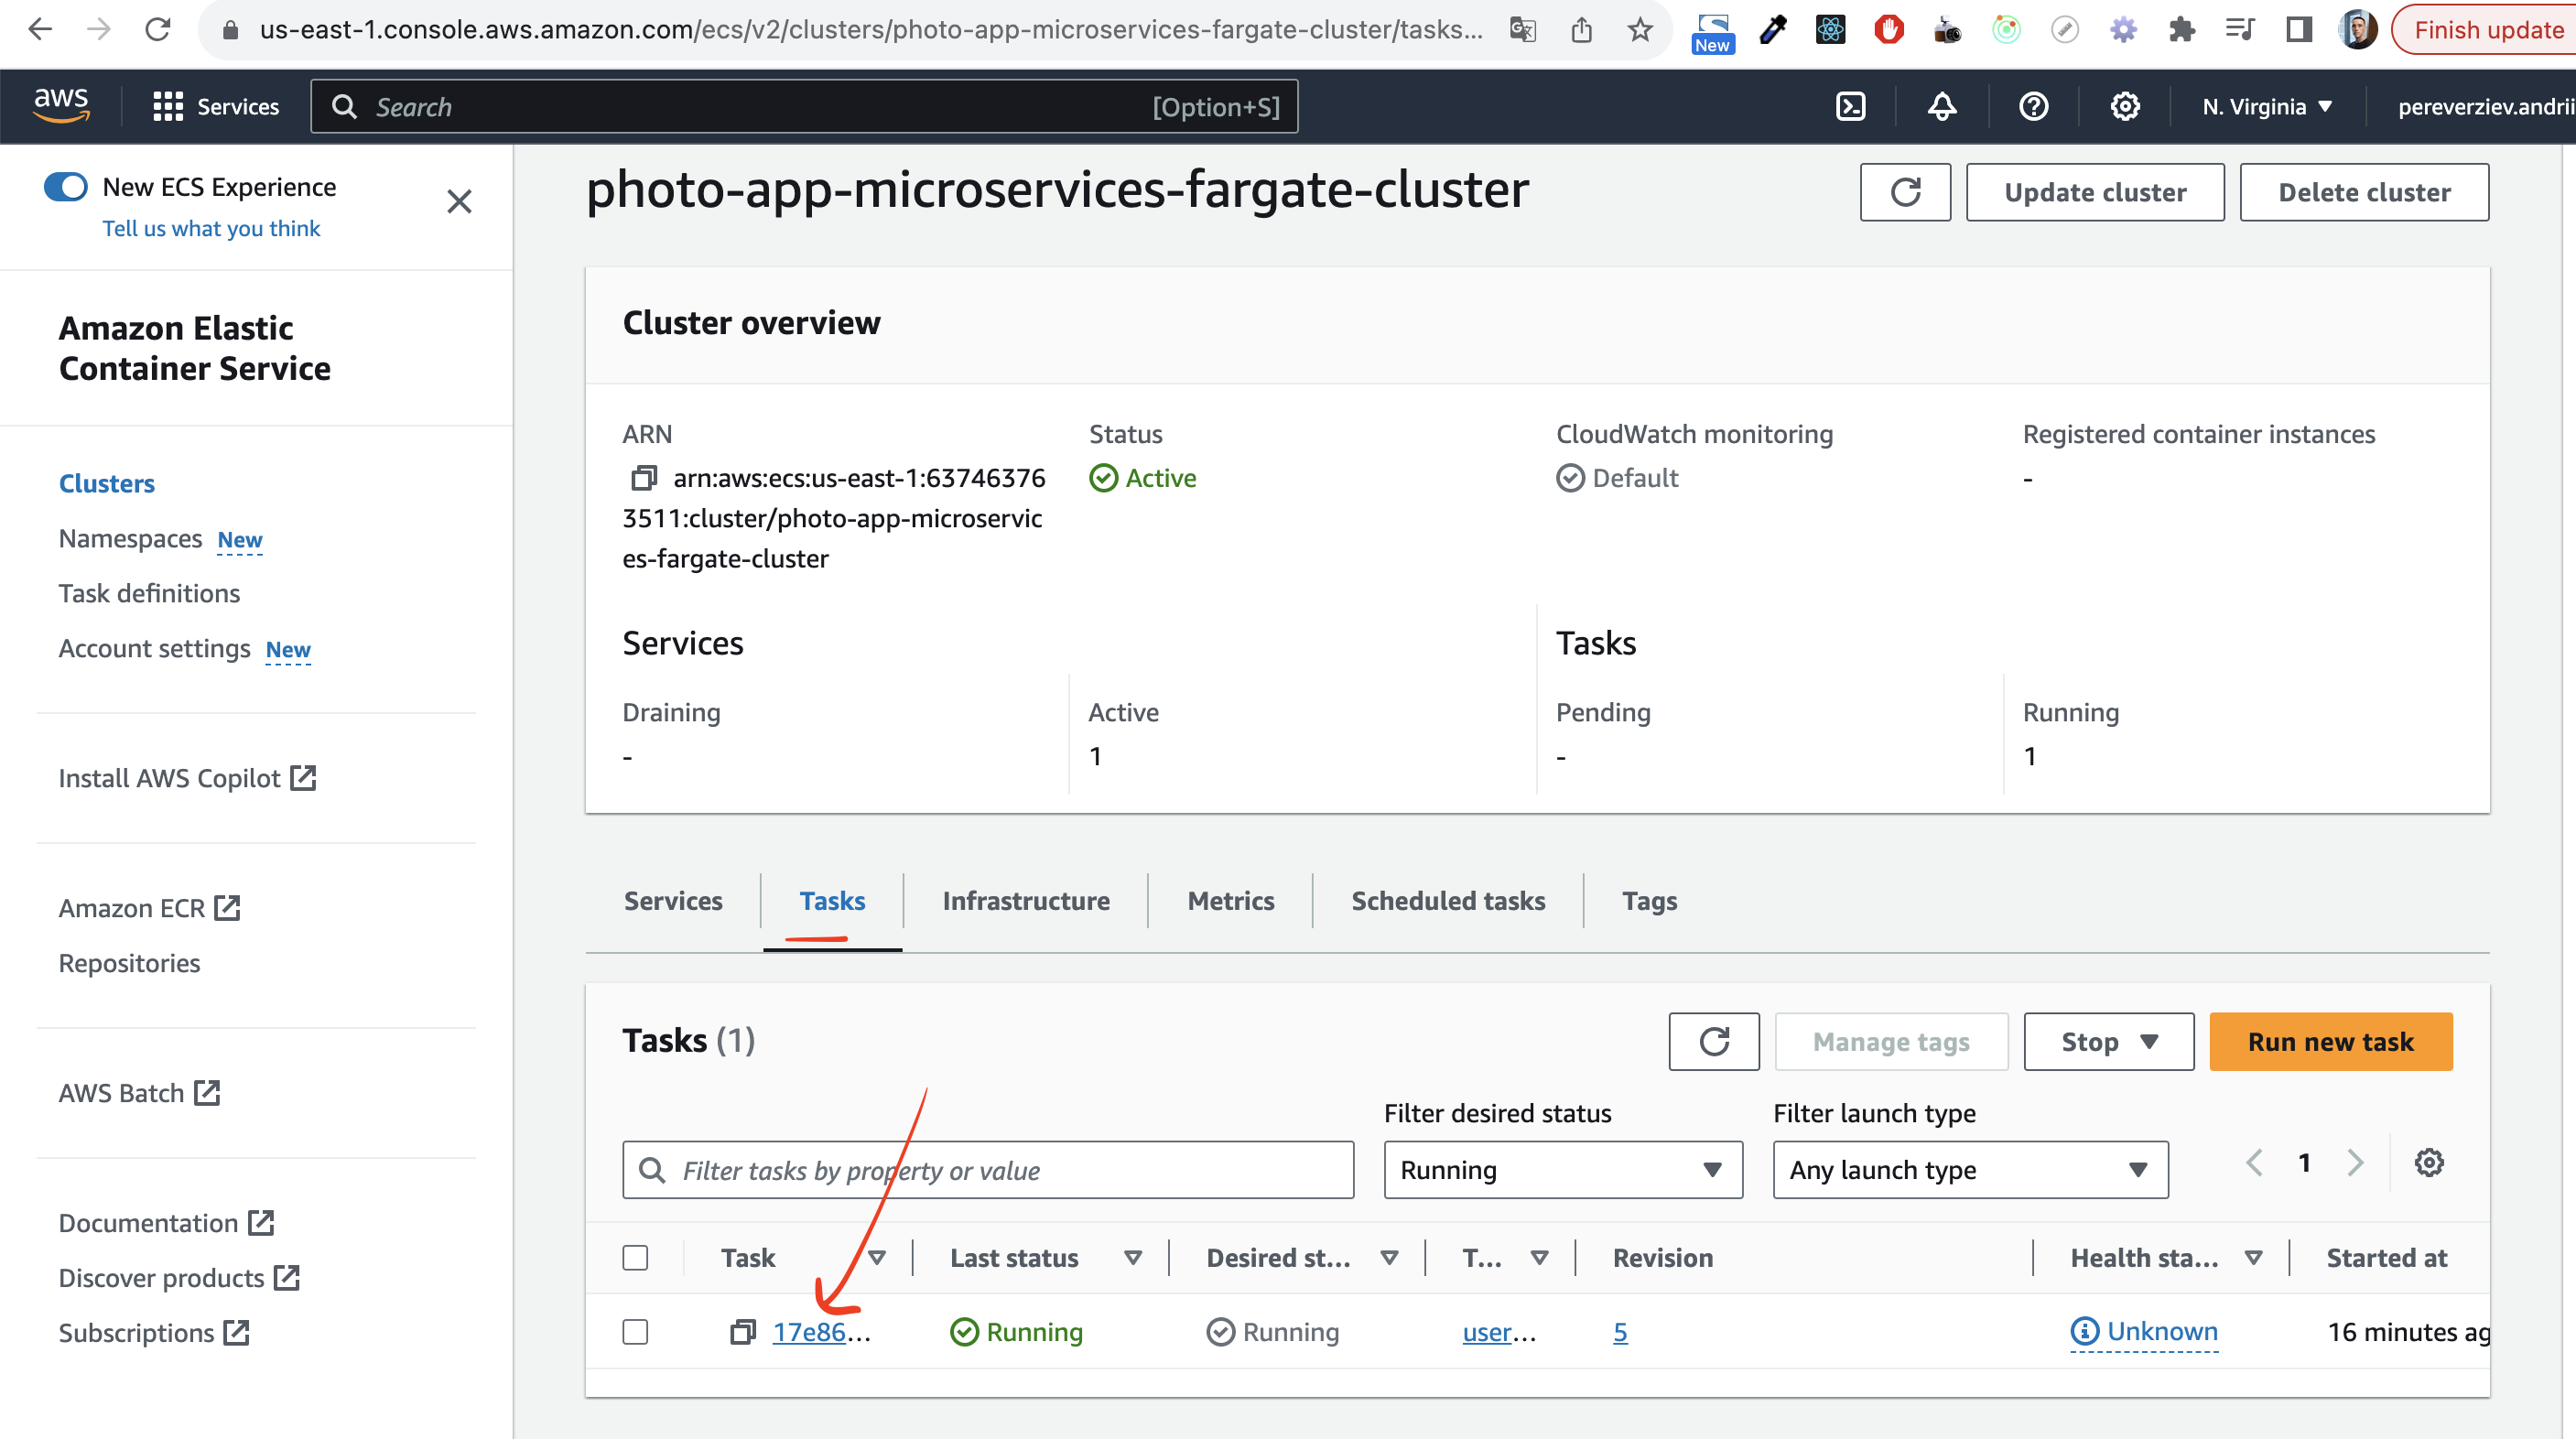 us-east-1.console.aws.amazon.com/ecs/v2/clusters/photo-app-microservices-fargate-cluster/tasks...
New
Finish update
aws
Services
Search
[Option+S]
N. Virginia
pereverziev.andrii
New ECS Experience
Tell us what you think
Amazon Elastic
Container Service
Clusters
Namespaces New
Task definitions
Account settings New
Install AWS Copilot
Amazon ECR
Repositories
AWS Batch
Documentation
Discover products
Subscriptions
photo-app-microservices-fargate-cluster
Update cluster
Delete cluster
Cluster overview
ARN
arn:aws:ecs:us-east-1:63746376
3511:cluster/photo-app-microservic
es-fargate-cluster
Status
Active
CloudWatch monitoring
Default
Registered container instances
-
Services
Tasks
Draining
-
Active
1
Pending
-
Running
1
Services
Tasks
Infrastructure
Metrics
Scheduled tasks
Tags
Tasks (1)
Manage tags
Stop
Run new task
Filter desired status
Filter launch type
Filter tasks by property or value
Running
Any launch type
1
Task
Last status
Desired st...
T...
Revision
Health sta...
Started at
17e86...
Running
Running
user...
5
Unknown
16 minutes ag